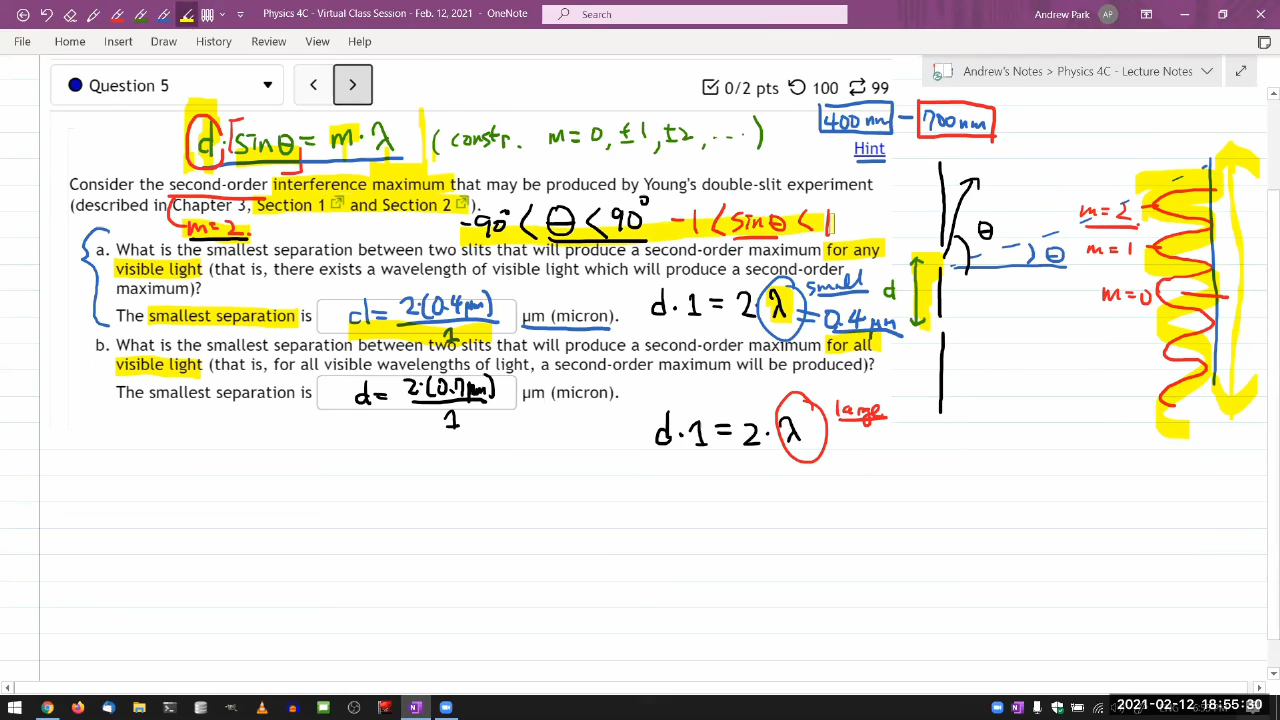 Physics 4C - Virtual Class Session - Feb. 12, 2021 - OneNote
Search
Andrew Park
AP
File Home Insert Draw History Review View Help
Question 5
0/2 pts 100 99
Andrew's Notes > Physics 4C - Lecture Notes
400 nm – 700 nm
Hint
d · sinθ = m · λ (constr. m = 0, ±1, ±2, ...)
Consider the second-order interference maximum that may be produced by Young's double-slit experiment
(described in Chapter 3, Section 1 and Section 2).
m=2
-90° < θ < 90° -1 < sinθ < 1
a. What is the smallest separation between two slits that will produce a second-order maximum for any
visible light (that is, there exists a wavelength of visible light which will produce a second-order
maximum)?
The smallest separation is d = 2·(0.4 μm) / 1 μm (micron).
d · 1 = 2 · λ = 0.4 μm
small
b. What is the smallest separation between two slits that will produce a second-order maximum for all
visible light (that is, for all visible wavelengths of light, a second-order maximum will be produced)?
The smallest separation is d = 2·(0.7 μm) / 1 μm (micron).
d · 1 = 2 · λ
large
θ
θ
d
m=2
m=1
m=0
2021-02-12 18:55:30